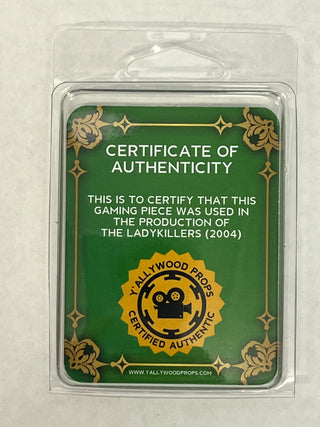 CERTIFICATE OF
AUTHENTICITY
THIS IS TO CERTIFY THAT THIS
GAMING PIECE WAS USED IN
THE PRODUCTION OF
THE LADYKILLERS (2004)
Y'ALLYWOOD PROPS
CERTIFIED AUTHENTIC
WWW.YALLYWOODPROPS.COM